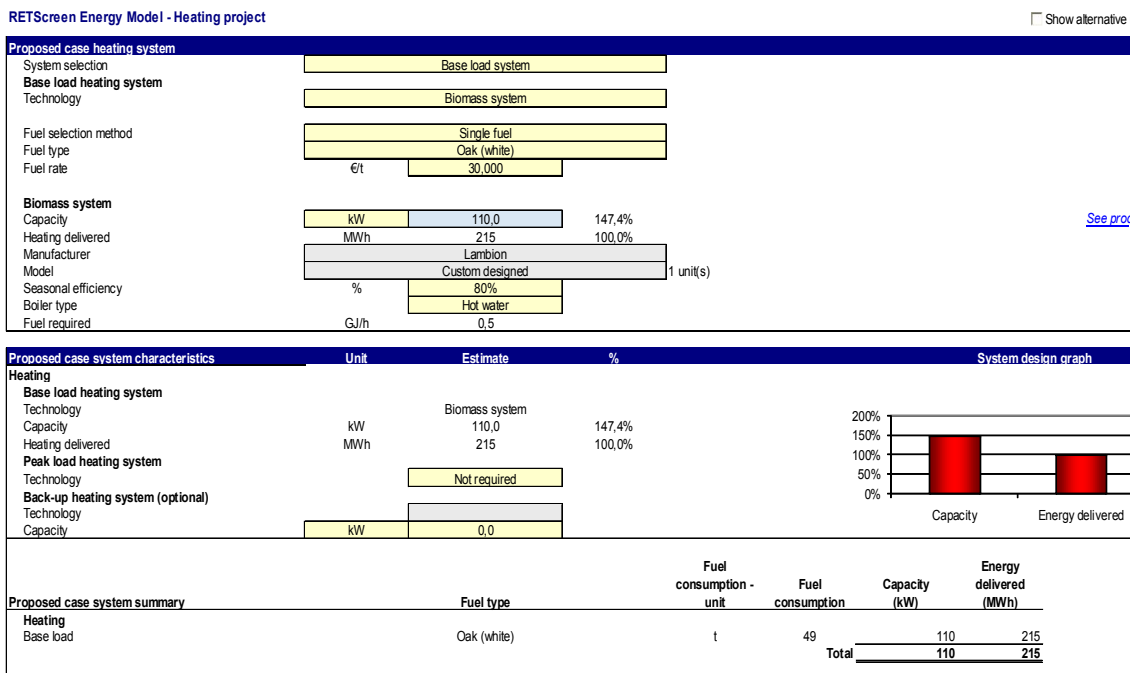 RETScreen Energy Model - Heating project
Show alternative
Proposed case heating system
System selection Base load system
Base load heating system
Technology Biomass system
Fuel selection method Single fuel
Fuel type Oak (white)
Fuel rate €/t 30,000
Biomass system
Capacity kW 110,0 147,4% See prod
Heating delivered MWh 215 100,0%
Manufacturer Lambion
Model Custom designed 1 unit(s)
Seasonal efficiency % 80%
Boiler type Hot water
Fuel required GJ/h 0,5
Proposed case system characteristics Unit Estimate % System design graph
Heating
Base load heating system
Technology Biomass system
Capacity kW 110,0 147,4%
Heating delivered MWh 215 100,0%
Peak load heating system
Technology Not required
Back-up heating system (optional)
Technology
Capacity kW 0,0
200%
150%
100%
50%
0%
Capacity Energy delivered
Fuel Energy
consumption - Fuel Capacity delivered
Proposed case system summary Fuel type unit consumption (kW) (MWh)
Heating
Base load Oak (white) t 49 110 215
Total 110 215